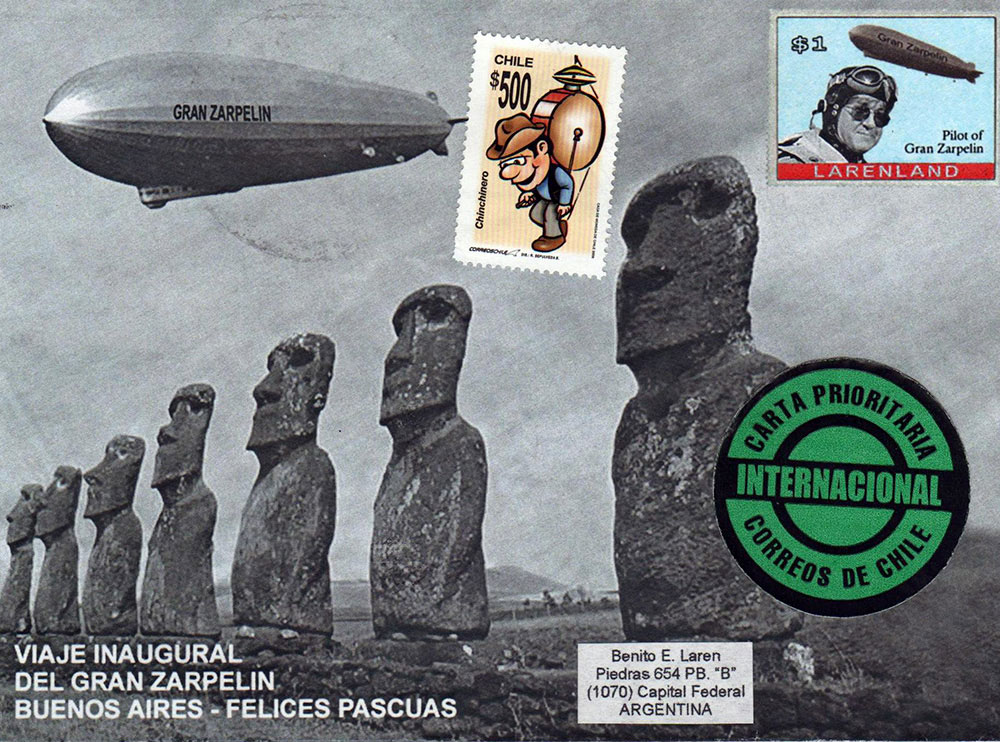 GRAN ZARPELIN
CHILE
$500
Chinchinero
CORREOSCHILE
$1
Gran Zarpelin
Pilot of
Gran Zarpelin
LARENLAND
CARTA PRIORITARIA
INTERNACIONAL
CORREOS DE CHILE
VIAJE INAUGURAL
DEL GRAN ZARPELIN
BUENOS AIRES - FELICES PASCUAS
Benito E. Laren
Piedras 654 PB. “B”
(1070) Capital Federal
ARGENTINA